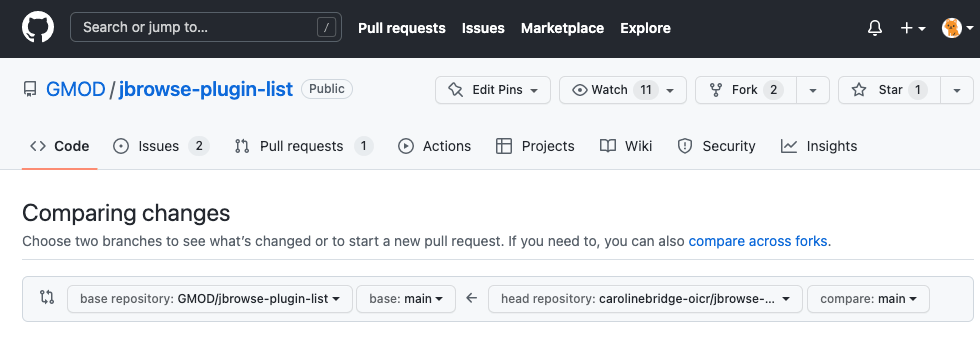 Search or jump to... / Pull requests Issues Marketplace Explore
GMOD / jbrowse-plugin-list Public Edit Pins Watch 11 Fork 2 Star 1
Code Issues 2 Pull requests 1 Actions Projects Wiki Security Insights
Comparing changes
Choose two branches to see what's changed or to start a new pull request. If you need to, you can also compare across forks.
base repository: GMOD/jbrowse-plugin-list base: main ← head repository: carolinebridge-oicr/jbrowse-... compare: main